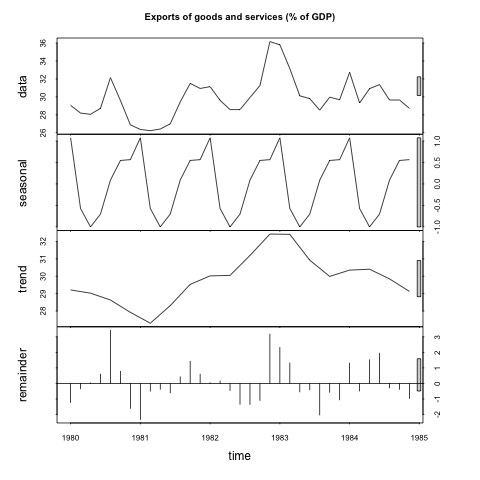 Exports of goods and services (% of GDP)
data
26 28 30 32 34 36
seasonal
-1.0 -0.5 0.0 0.5 1.0
trend
28 29 30 31 32
remainder
-2 -1 0 1 2 3
1980 1981 1982 1983 1984 1985
time